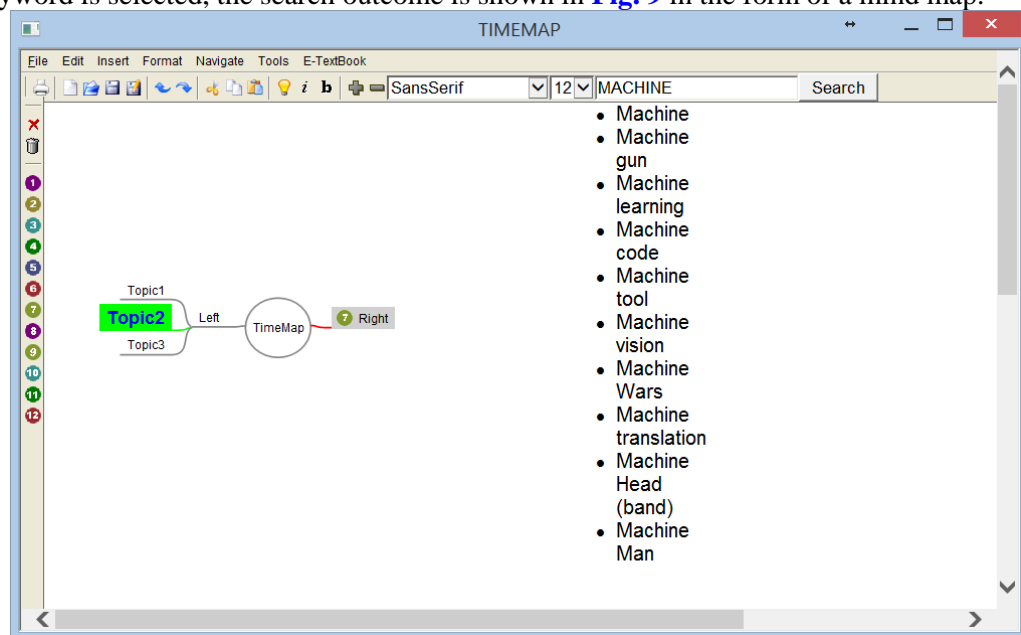 yword is selected, the search outcome is shown in Fig. 9 in the form of a mind map.
TIMEMAP
File Edit Insert Format Navigate Tools E-TextBook
i b SansSerif 12 MACHINE Search
• Machine
• Machine
gun
• Machine
learning
• Machine
code
• Machine
tool
• Machine
vision
• Machine
Wars
• Machine
translation
• Machine
Head
(band)
• Machine
Man
1
2
3
4
5
6
7
8
9
10
11
12
Topic1
Topic2
Topic3
Left
TimeMap
7 Right